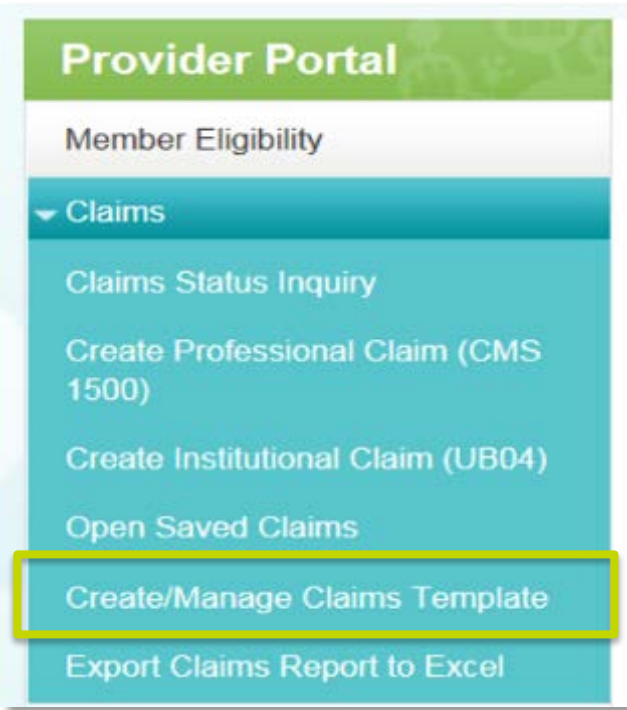 Provider Portal
Member Eligibility
Claims
Claims Status Inquiry
Create Professional Claim (CMS
1500)
Create Institutional Claim (UB04)
Open Saved Claims
Create/Manage Claims Template
Export Claims Report to Excel